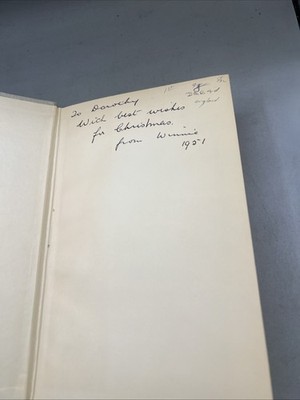 To Dorothy
With best wishes
for Christmas.
from Winnie
1951